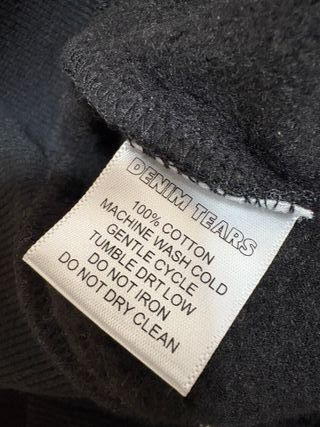 DENIM TEARS
100% COTTON
MACHINE WASH COLD
GENTLE CYCLE
TUMBLE DRT LOW
DO NOT IRON
DO NOT DRY CLEAN